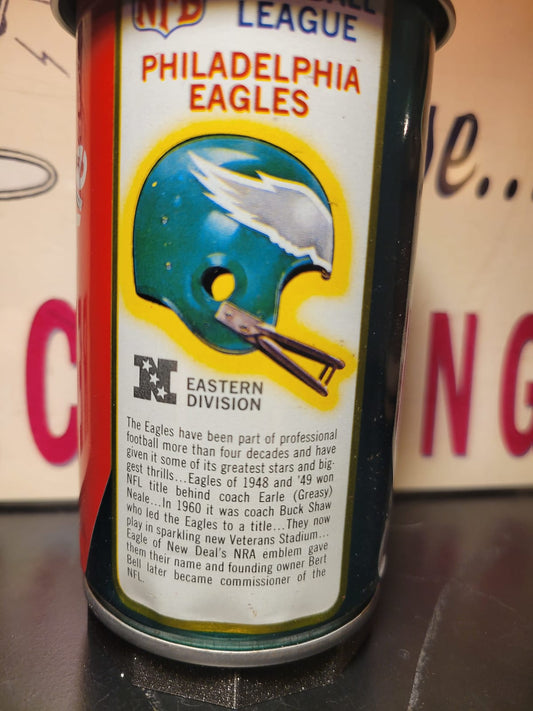 LEAGUE
PHILADELPHIA
EAGLES
N EASTERN
DIVISION
The Eagles have been part of professional
football more than four decades and have
given it some of its greatest stars and big-
gest thrills...Eagles of 1948 and '49 won
NFL title behind coach Earle (Greasy)
Neale...In 1960 it was coach Buck Shaw
who led the Eagles to a title...They now
play in sparkling new Veterans Stadium...
Eagle of New Deal's NRA emblem gave
them their name and founding owner Bert
Bell later became commissioner of the
NFL.